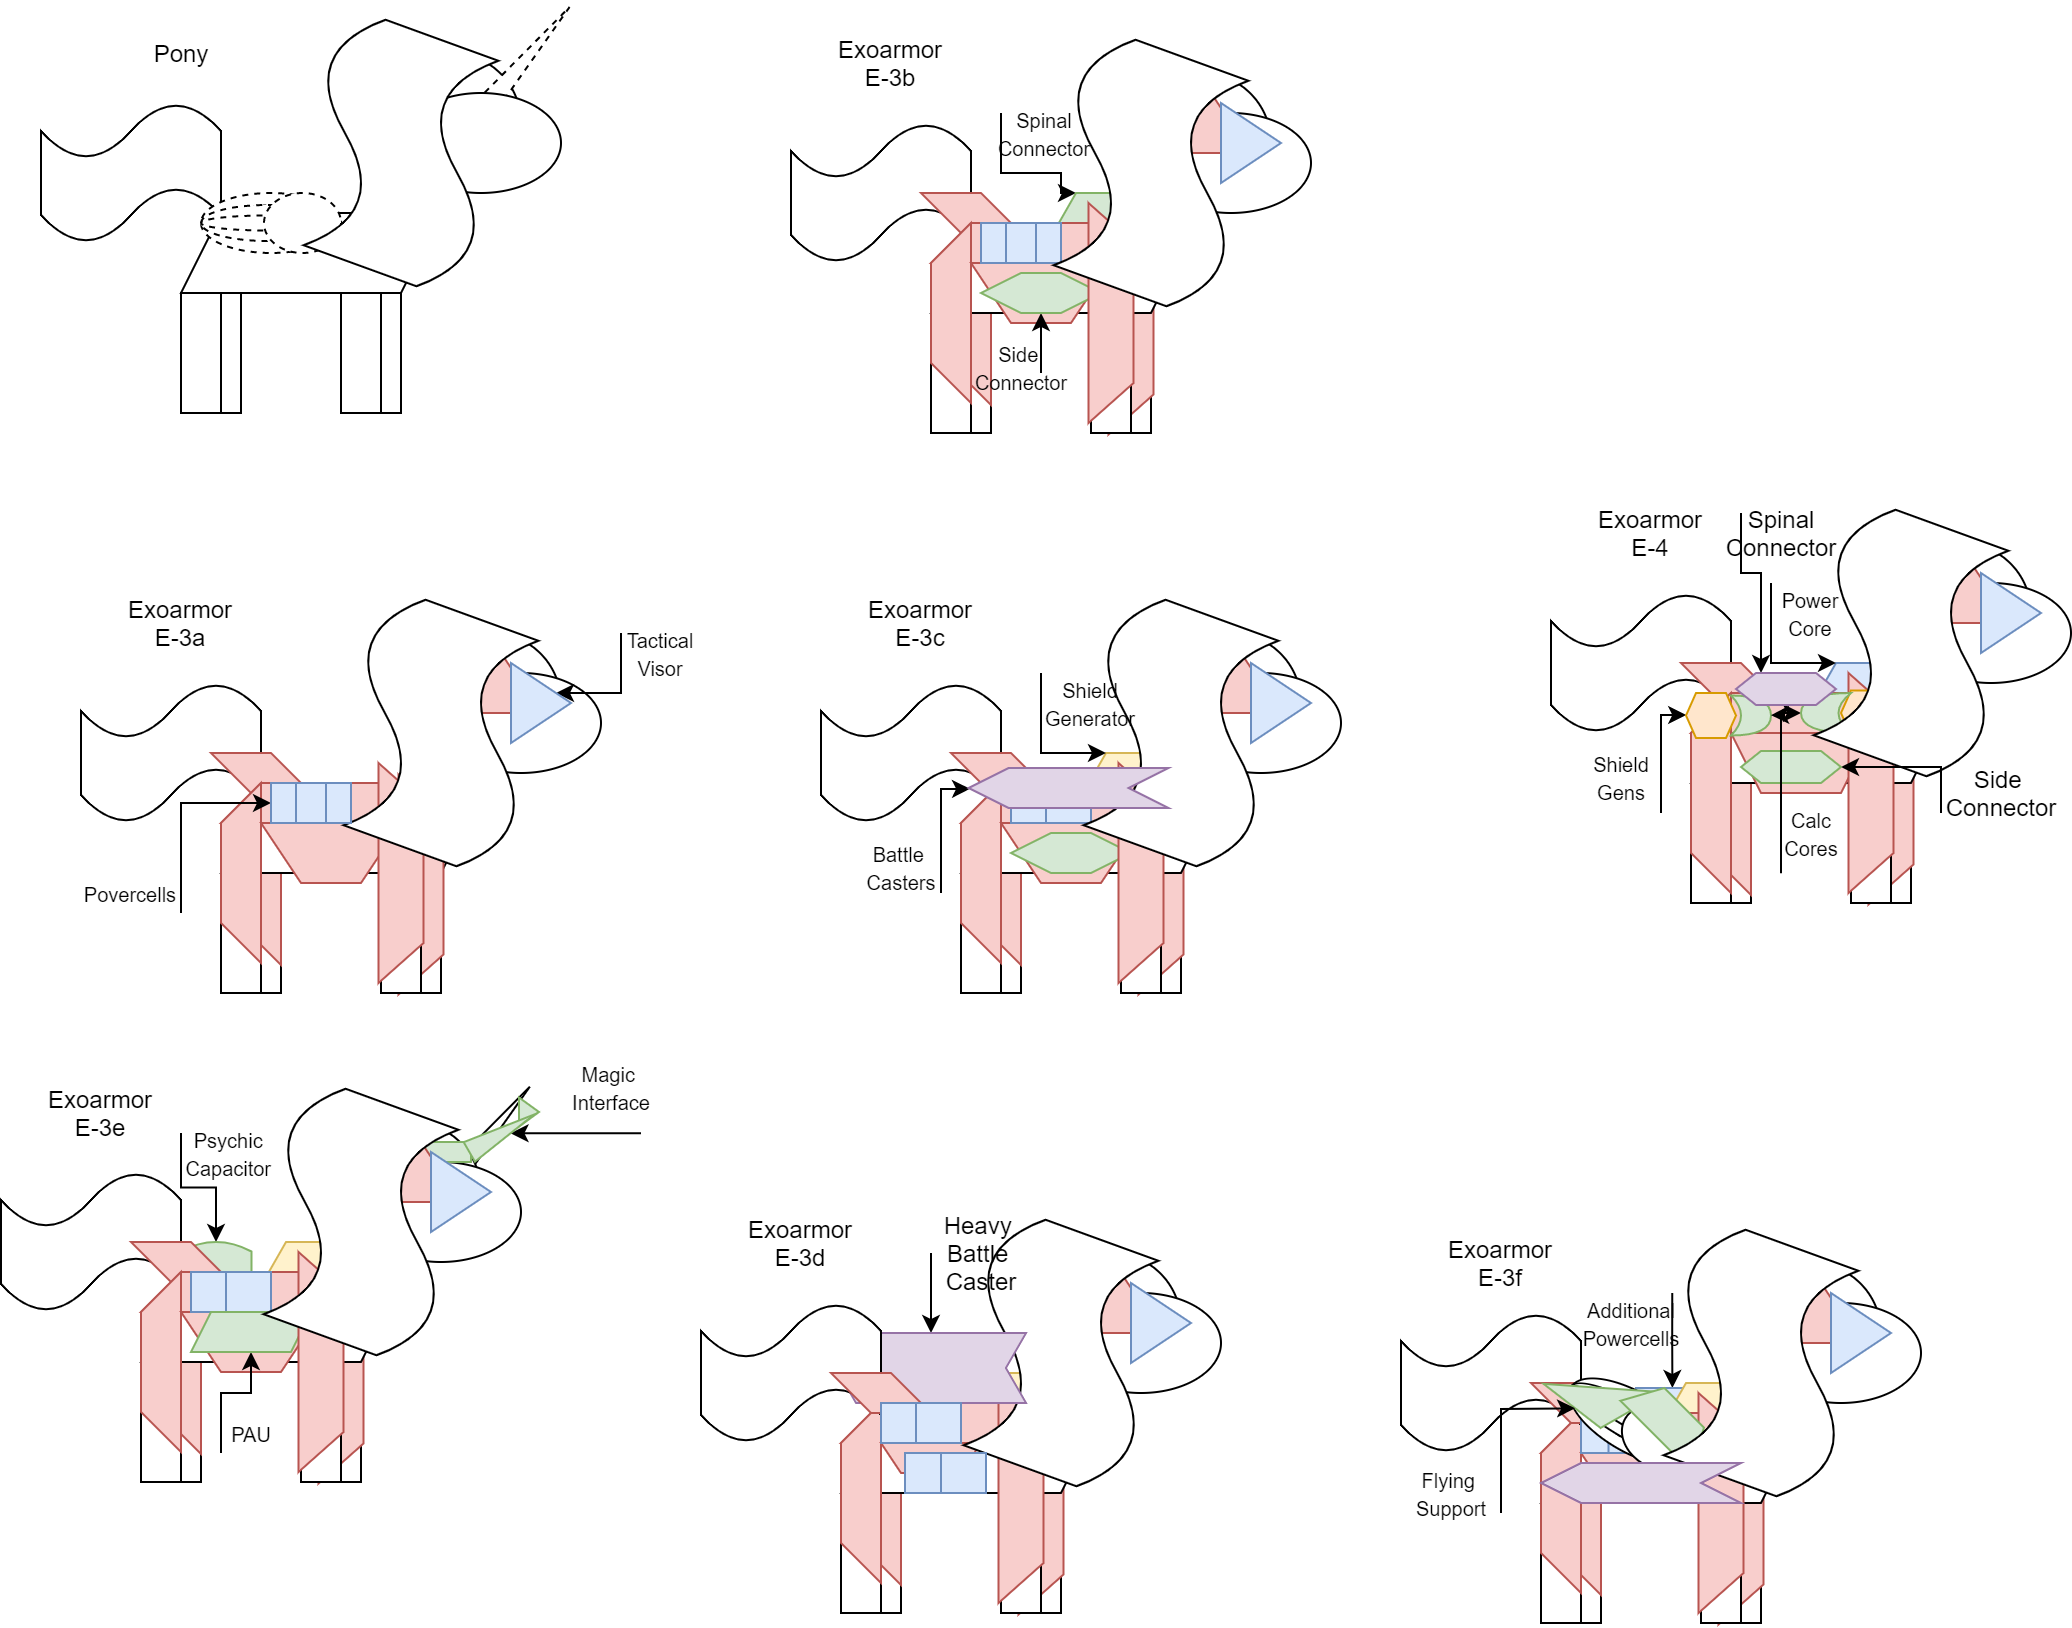 Pony
Exoarmor
E-3b
Spinal
Connector
Side
Connector
Exoarmor
E-3a
Tactical
Visor
Povercells
Exoarmor
E-3c
Shield
Generator
Battle
Casters
Exoarmor
E-4
Spinal
Connector
Power
Core
Shield
Gens
Calc
Cores
Side
Connector
Exoarmor
E-3e
Psychic
Capacitor
Magic
Interface
PAU
Exoarmor
E-3d
Heavy
Battle
Caster
Exoarmor
E-3f
Additional
Powercells
Flying
Support